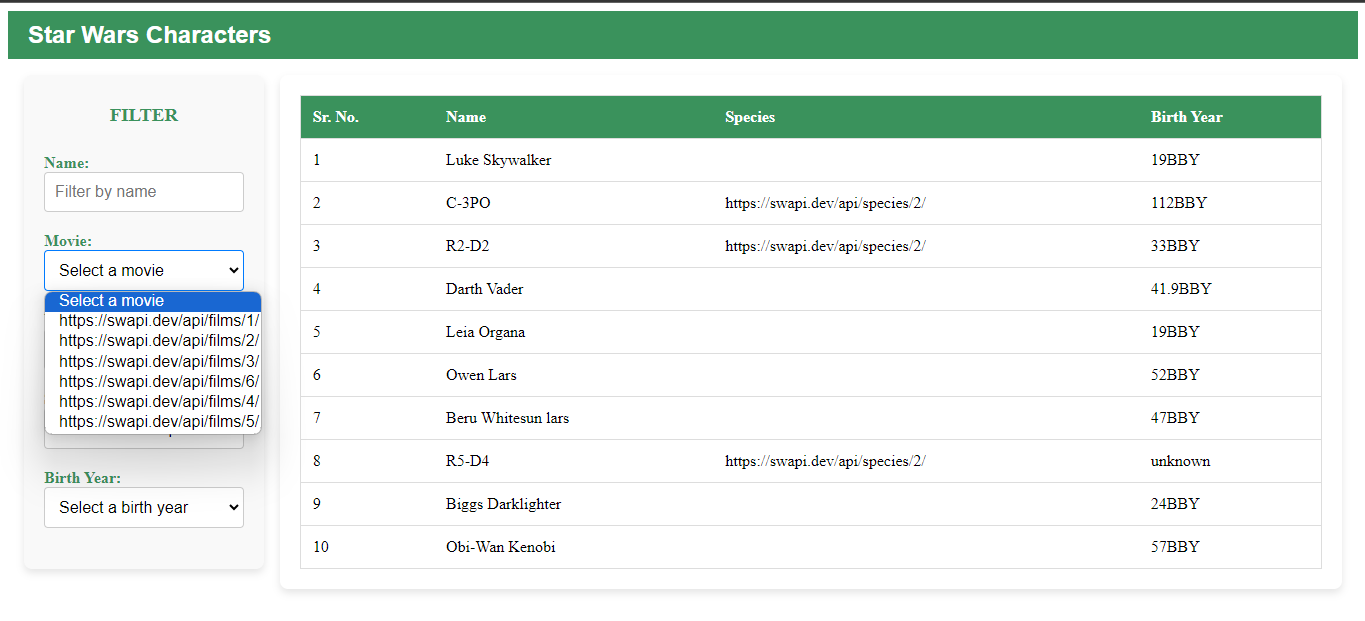 Star Wars Characters
FILTER
Name:
Filter by name
Movie:
Select a movie
Select a movie
https://swapi.dev/api/films/1/
https://swapi.dev/api/films/2/
https://swapi.dev/api/films/3/
https://swapi.dev/api/films/6/
https://swapi.dev/api/films/4/
https://swapi.dev/api/films/5/
Birth Year:
Select a birth year
Sr. No. Name Species Birth Year
1 Luke Skywalker 19BBY
2 C-3PO https://swapi.dev/api/species/2/ 112BBY
3 R2-D2 https://swapi.dev/api/species/2/ 33BBY
4 Darth Vader 41.9BBY
5 Leia Organa 19BBY
6 Owen Lars 52BBY
7 Beru Whitesun lars 47BBY
8 R5-D4 https://swapi.dev/api/species/2/ unknown
9 Biggs Darklighter 24BBY
10 Obi-Wan Kenobi 57BBY